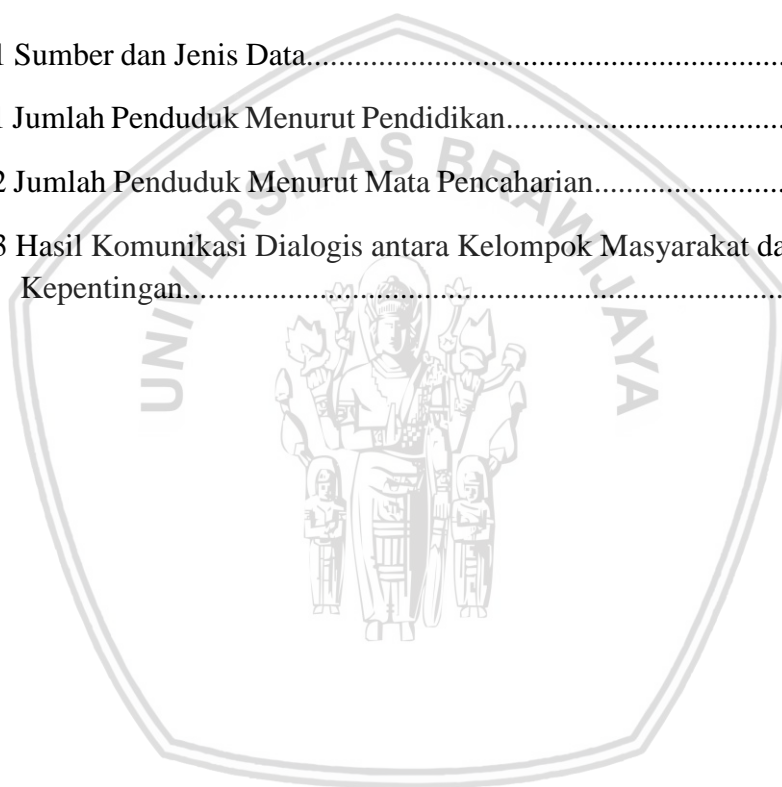 1 Sumber dan Jenis Data..............................................................
1 Jumlah Penduduk Menurut Pendidikan....................................
2 Jumlah Penduduk Menurut Mata Pencaharian.........................
3 Hasil Komunikasi Dialogis antara Kelompok Masyarakat da
Kepentingan..............................................................................
UNIVERSITAS BRAWIJAYA